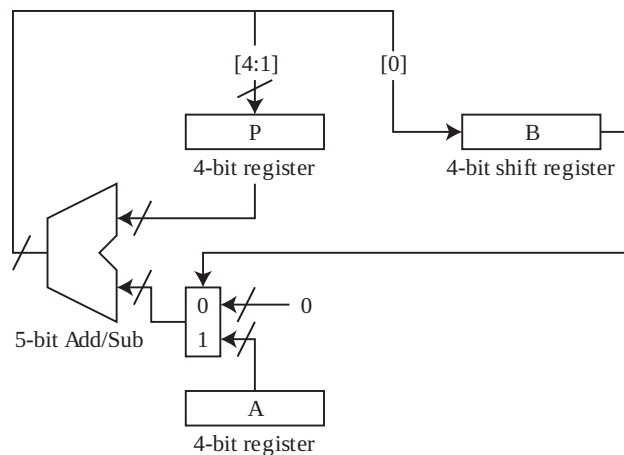 [4:1]
[0]
P
B
4-bit register
4-bit shift register
0
0
1
5-bit Add/Sub
A
4-bit register